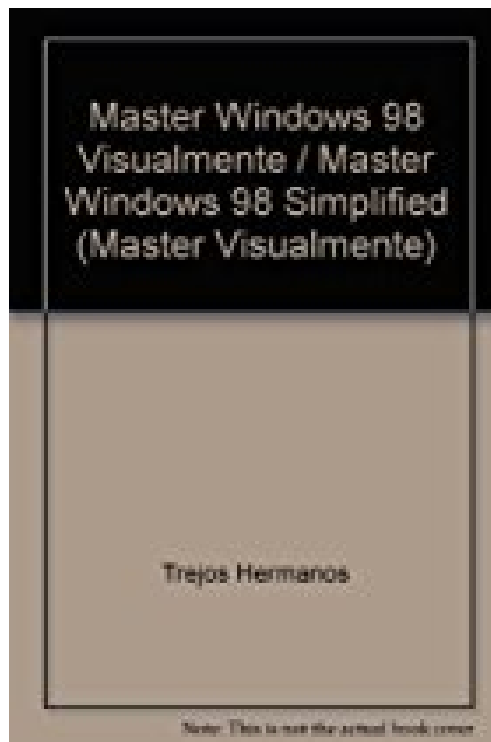 Master Windows 98
Visualmente / Master
Windows 98 Simplified
(Master Visualmente)
Trejos Hermanos
Note: This is not the actual book cover